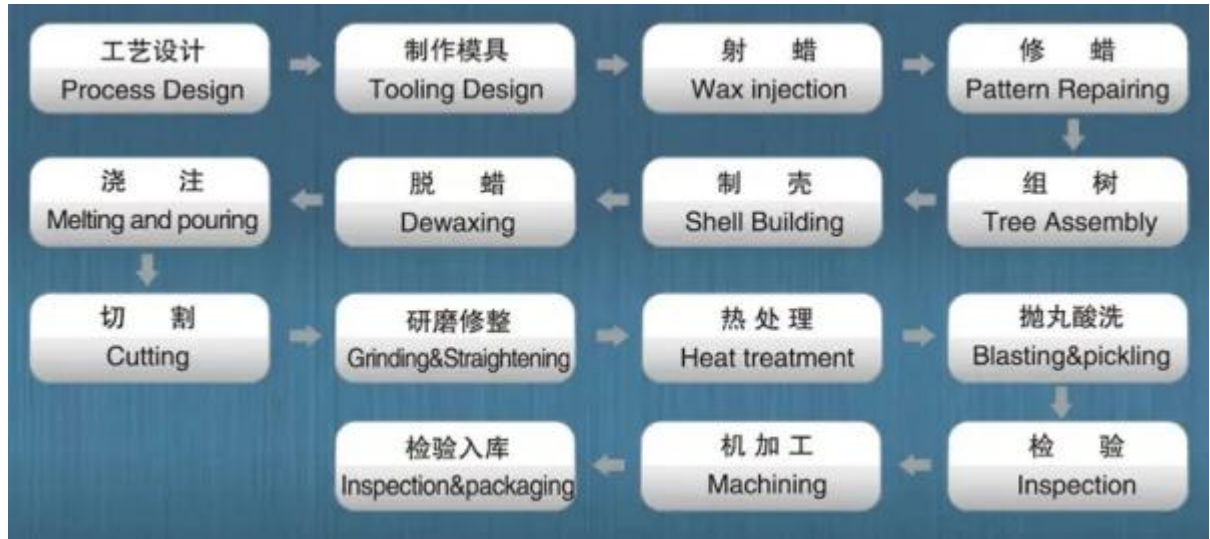 工艺设计
Process Design
制作模具
Tooling Design
射 蜡
Wax injection
修 蜡
Pattern Repairing
组 树
Tree Assembly
制 壳
Shell Building
脱 蜡
Dewaxing
浇 注
Melting and pouring
切 割
Cutting
研磨修整
Grinding&Straightening
热处理
Heat treatment
抛丸酸洗
Blasting&pickling
检 验
Inspection
机加工
Machining
检验入库
Inspection&packaging